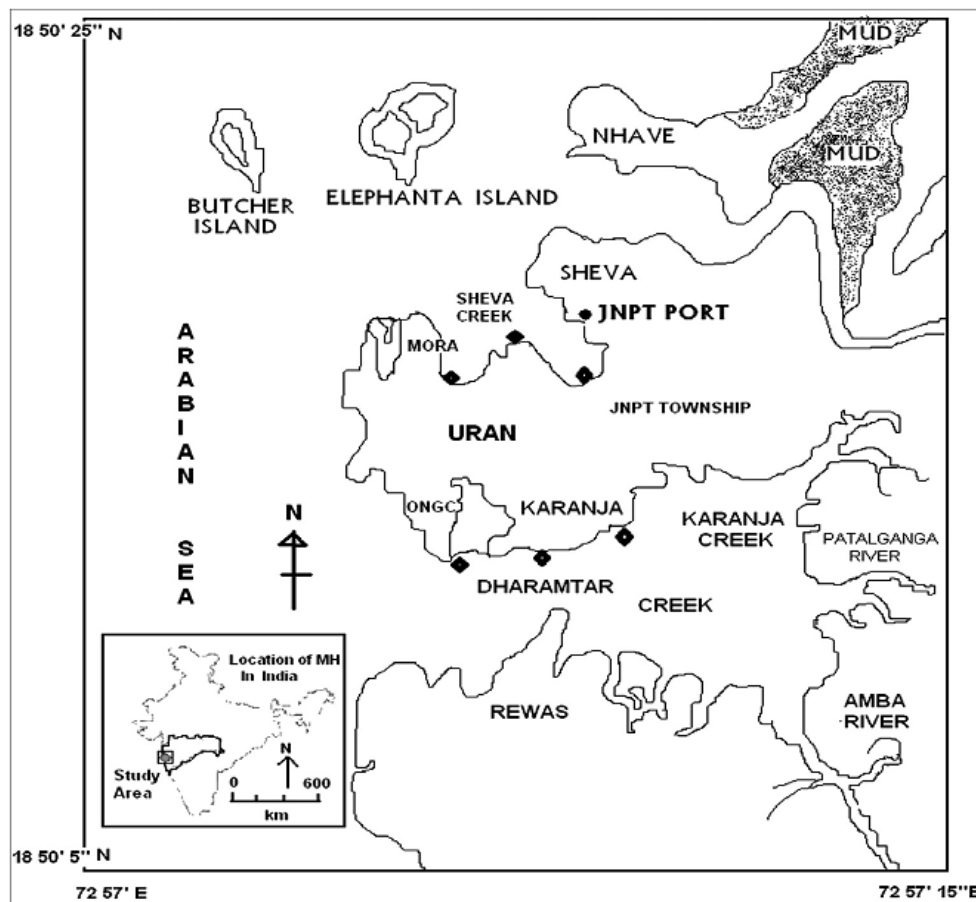 18 50' 25" N
MUD
NHAVE
MUD
BUTCHER
ISLAND
ELEPHANTA ISLAND
SHEVA
SHEVA
CREEK
JNPT PORT
MORA
ARABIAN SEA
JNPT TOWNSHIP
URAN
ONGC
KARANJA
N
KARANJA
CREEK
PATALGANGA
RIVER
DHARAMTAR
CREEK
Location of MH
In India
REWAS
AMBA
RIVER
N
Study
Area
0 600
km
18 50' 5" N
72 57' E
72 57' 15"E